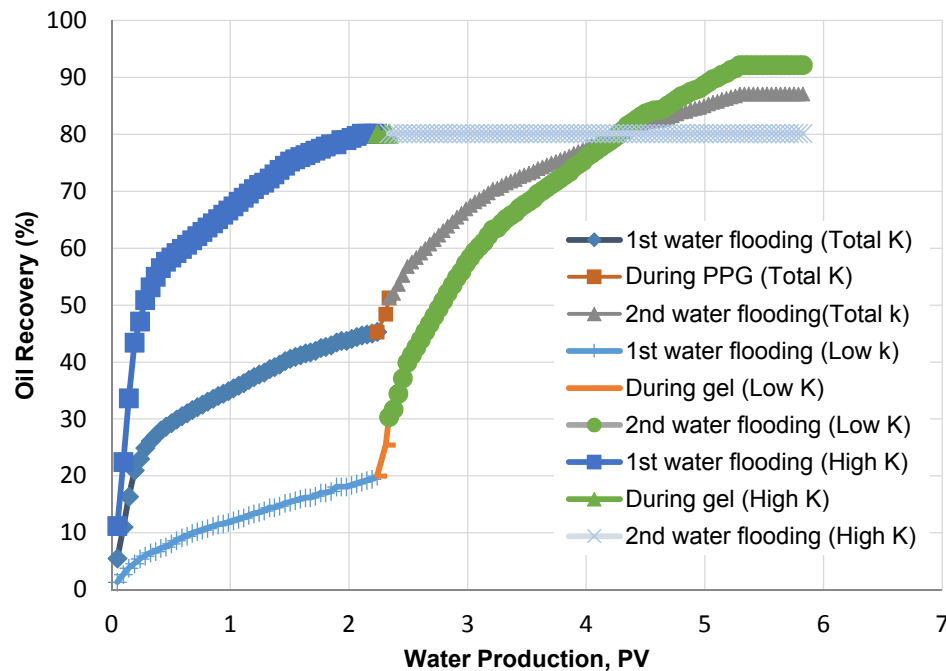 100
90
80
70
60
50
40
30
20
10
0
Oil Recovery (%)
1st water flooding (Total K)
During PPG (Total K)
2nd water flooding(Total k)
1st water flooding (Low k)
During gel (Low K)
2nd water flooding (Low K)
1st water flooding (High K)
During gel (High K)
2nd water flooding (High K)
0 1 2 3 4 5 6 7
Water Production, PV